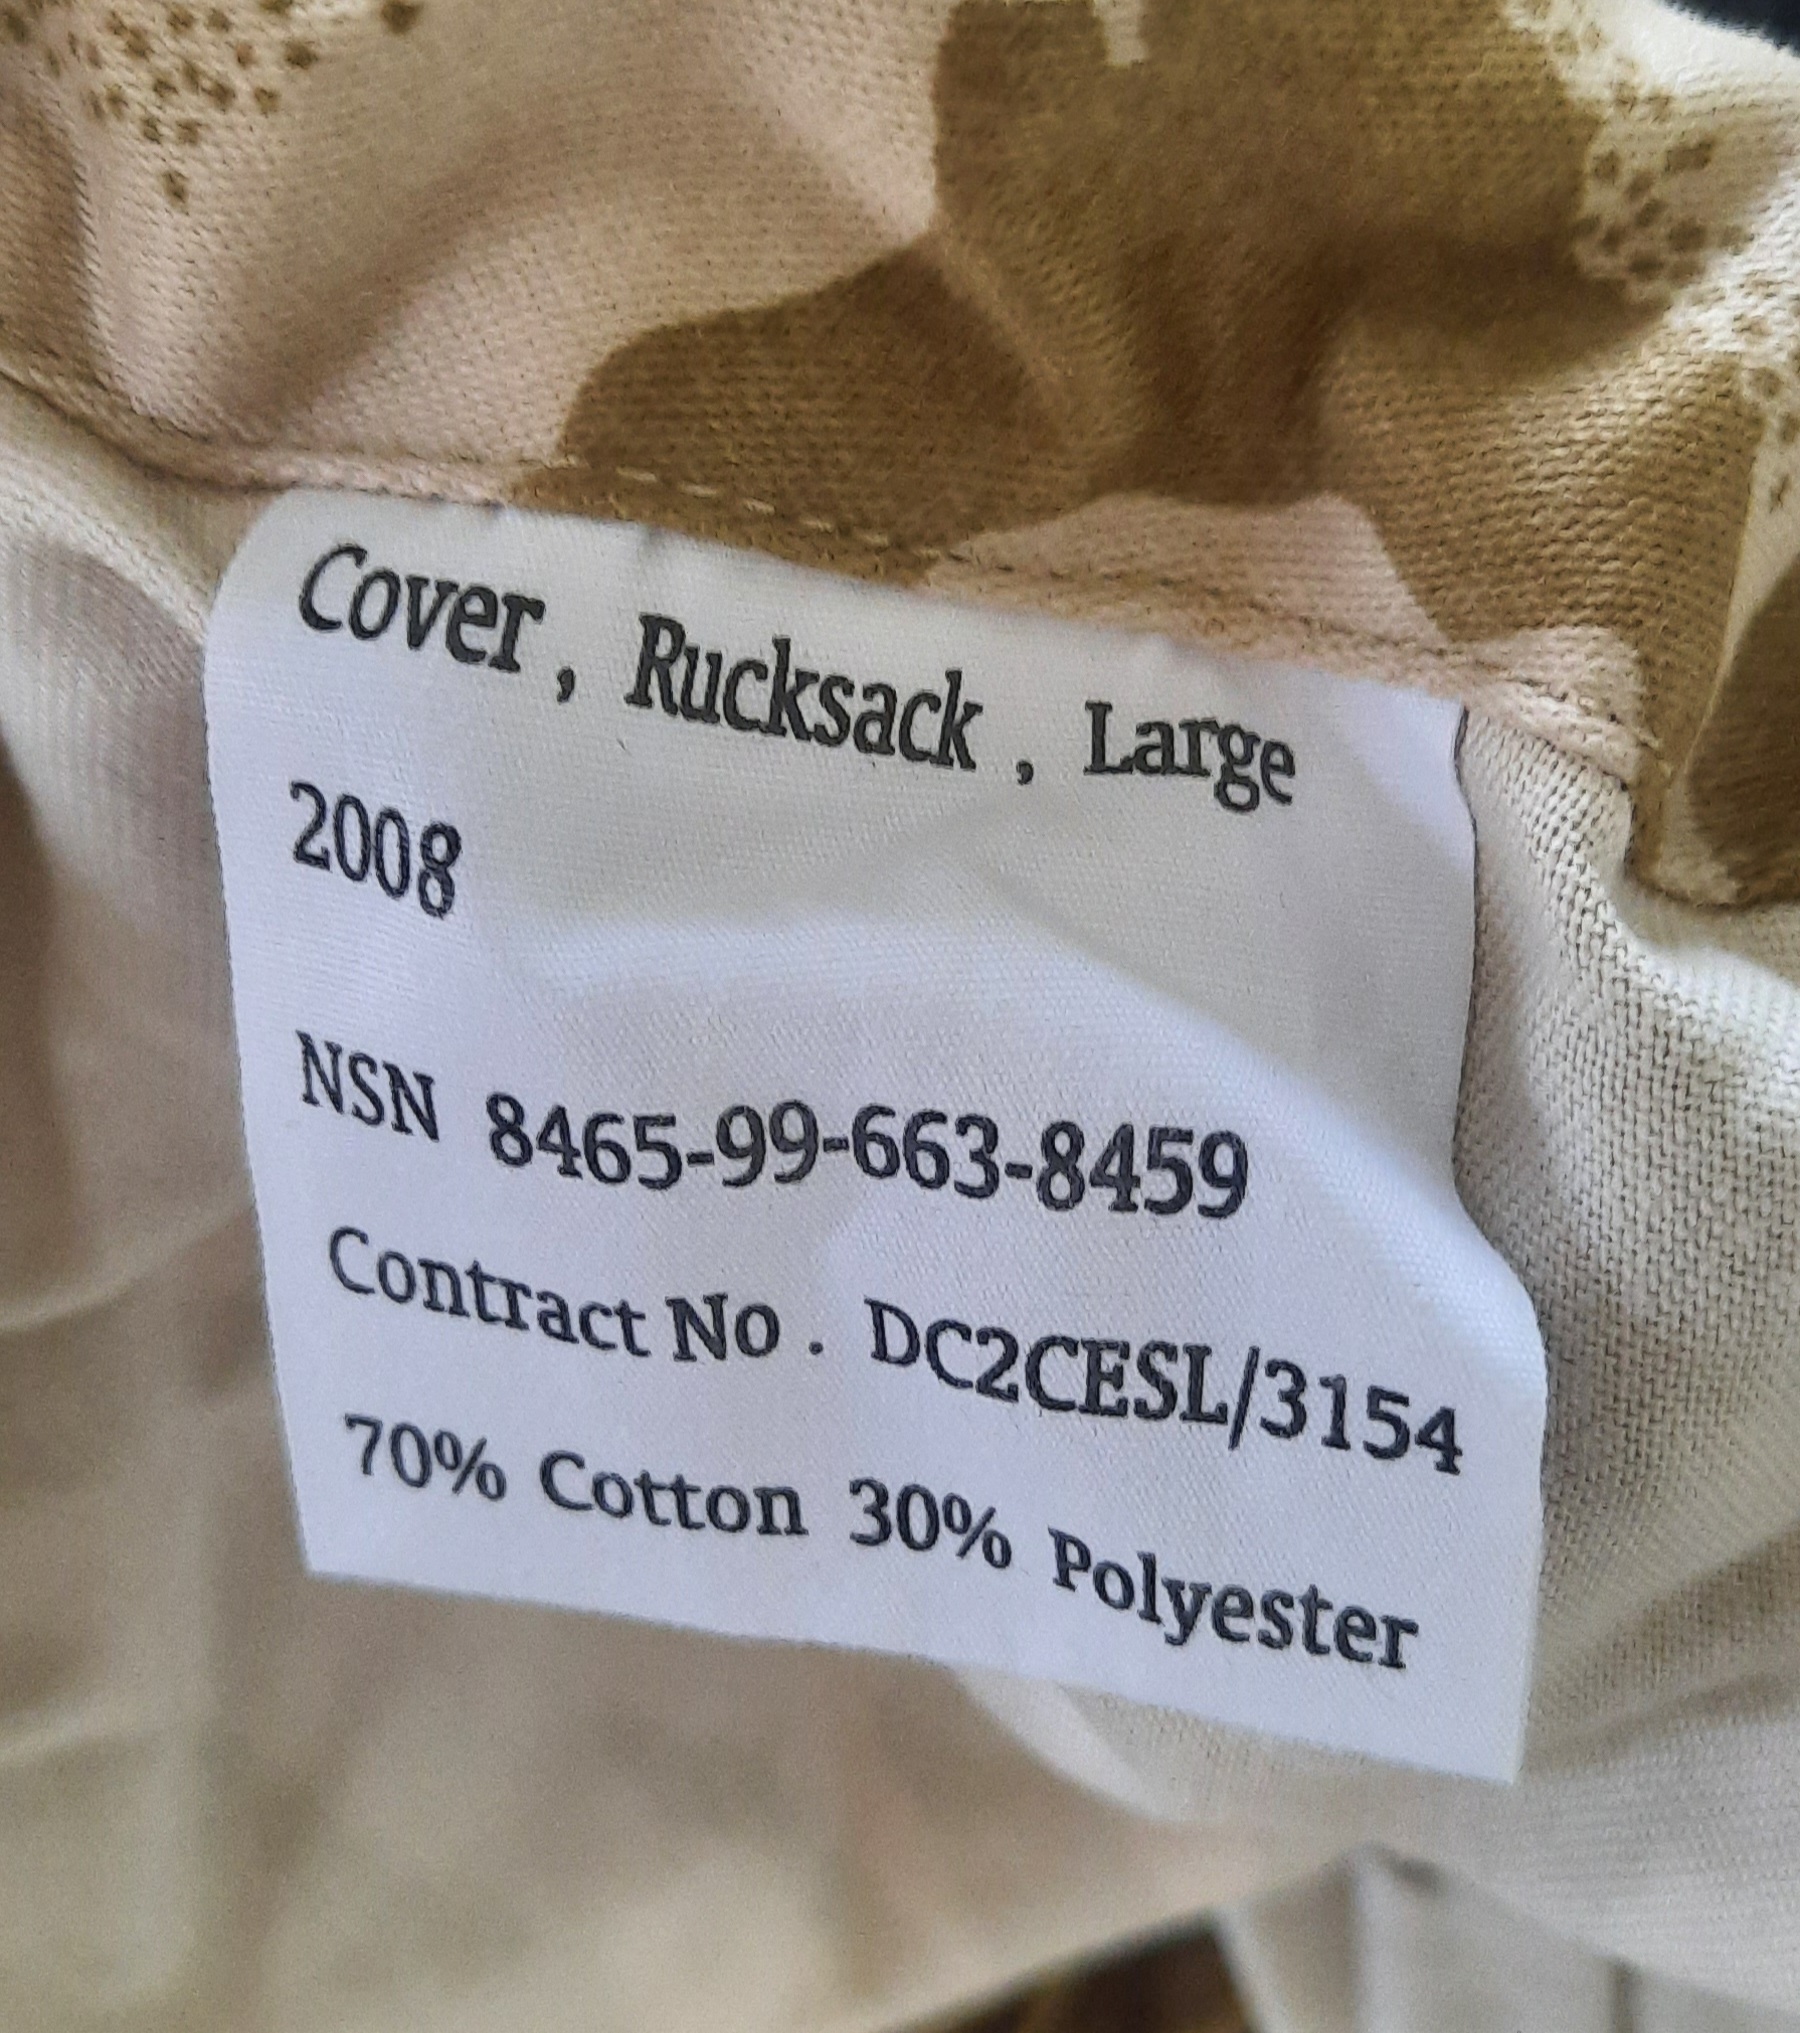 Cover , Rucksack , Large
2008
NSN 8465-99-663-8459
Contract No . DC2CESL/3154
70% Cotton 30% Polyester